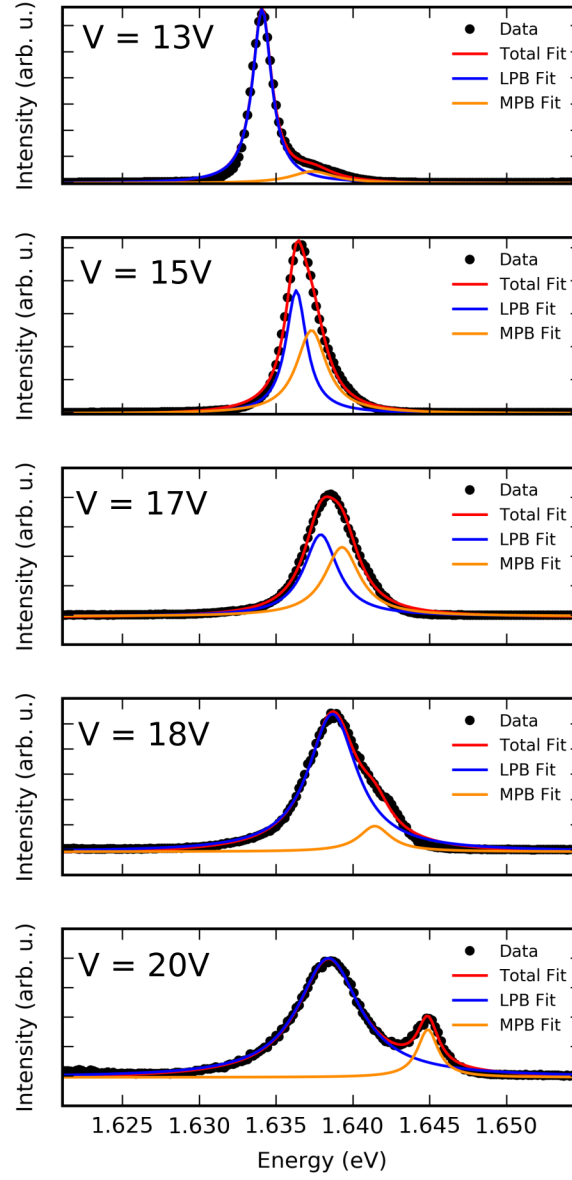 Intensity (arb. u.)
V = 13V
Data
Total Fit
LPB Fit
MPB Fit
Intensity (arb. u.)
V = 15V
Data
Total Fit
LPB Fit
MPB Fit
Intensity (arb. u.)
V = 17V
Data
Total Fit
LPB Fit
MPB Fit
Intensity (arb. u.)
V = 18V
Data
Total Fit
LPB Fit
MPB Fit
Intensity (arb. u.)
V = 20V
Data
Total Fit
LPB Fit
MPB Fit
1.625 1.630 1.635 1.640 1.645 1.650
Energy (eV)